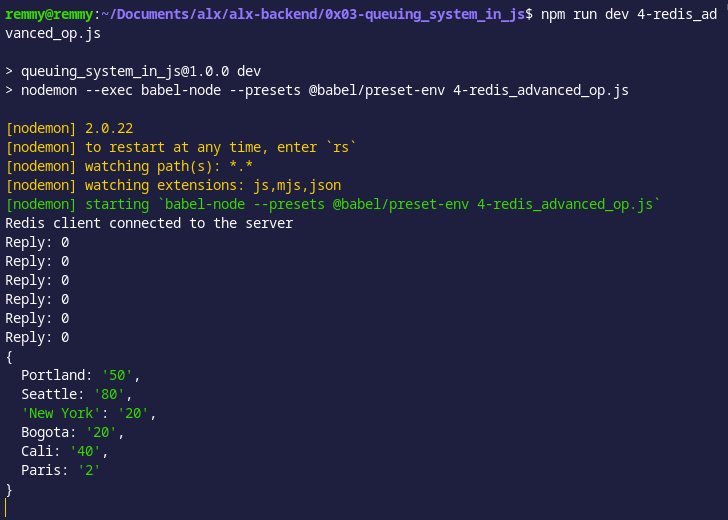 remmy@remmy:~/Documents/alx/alx-backend/0x03-queuing_system_in_js$ npm run dev 4-redis_ad
vanced_op.js

> queuing_system_in_js@1.0.0 dev
> nodemon --exec babel-node --presets @babel/preset-env 4-redis_advanced_op.js

[nodemon] 2.0.22
[nodemon] to restart at any time, enter `rs`
[nodemon] watching path(s): *.*
[nodemon] watching extensions: js,mjs,json
[nodemon] starting `babel-node --presets @babel/preset-env 4-redis_advanced_op.js`
Redis client connected to the server
Reply: 0
Reply: 0
Reply: 0
Reply: 0
Reply: 0
Reply: 0
{
  Portland: '50',
  Seattle: '80',
  'New York': '20',
  Bogota: '20',
  Cali: '40',
  Paris: '2'
}